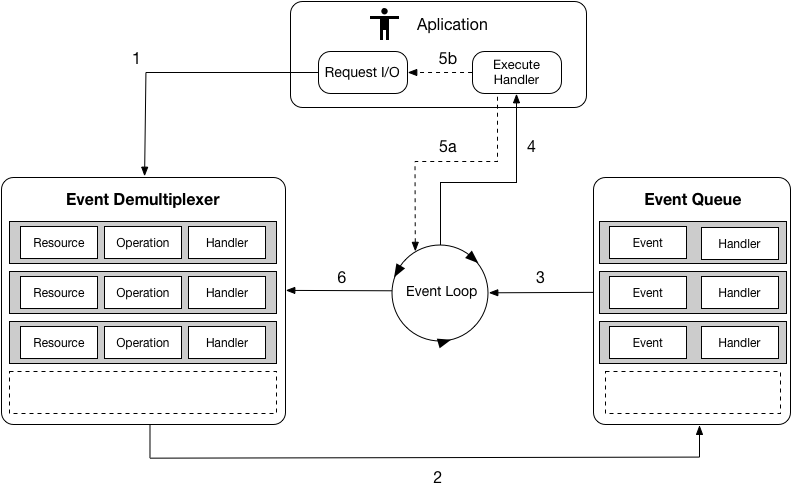 Aplication
1
Request I/O
5b
Execute
Handler
5a
4
Event Demultiplexer
Resource
Operation
Handler
Resource
Operation
Handler
Resource
Operation
Handler
6
Event Loop
3
Event Queue
Event
Handler
Event
Handler
Event
Handler
2